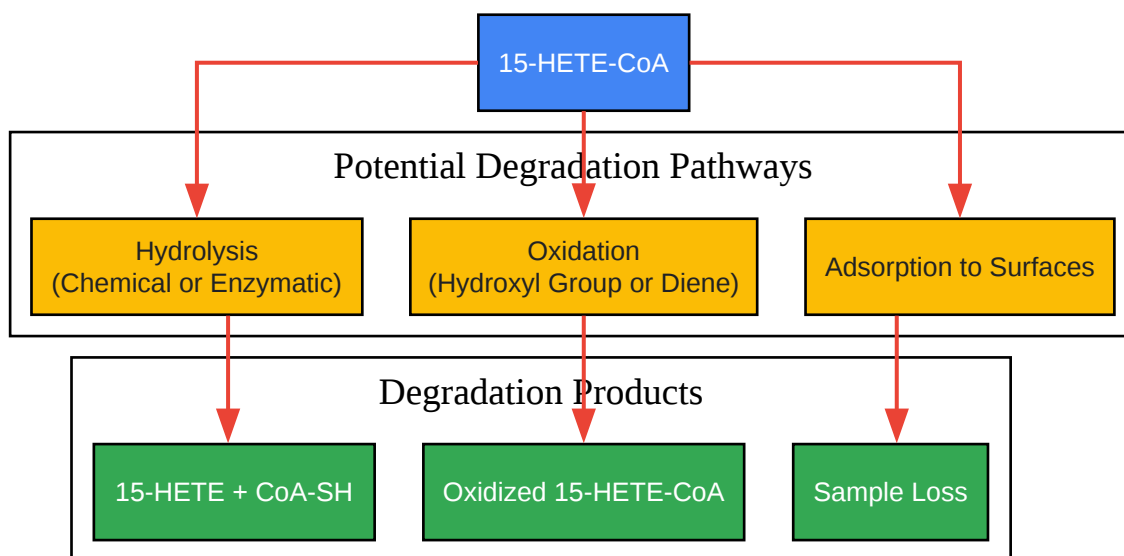 15-HETE-CoA
Potential Degradation Pathways
Hydrolysis
(Chemical or Enzymatic)
Oxidation
(Hydroxyl Group or Diene)
Adsorption to Surfaces
Degradation Products
15-HETE + CoA-SH
Oxidized 15-HETE-CoA
Sample Loss